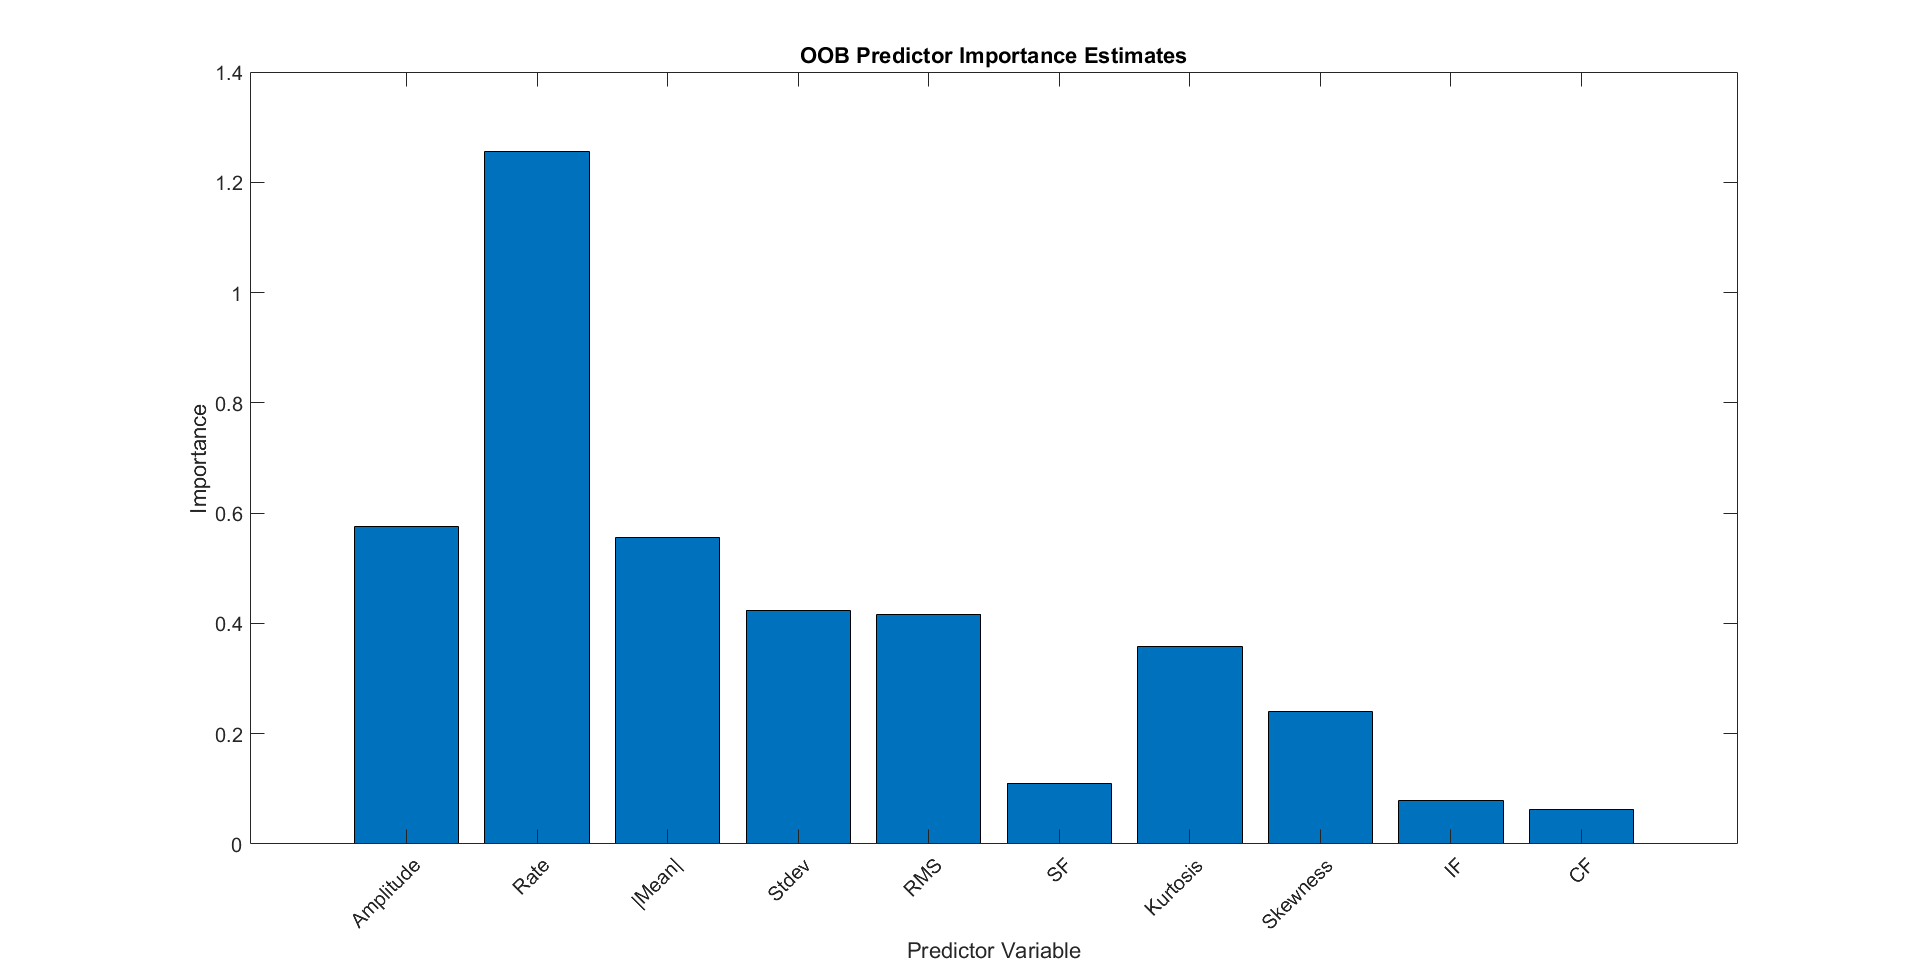 OOB Predictor Importance Estimates
1.4
1.2
1
0.8
0.6
0.4
0.2
0
Importance
Amplitude
Rate
|Mean|
Stdev
RMS
SF
Kurtosis
Skewness
IF
CF
Predictor Variable